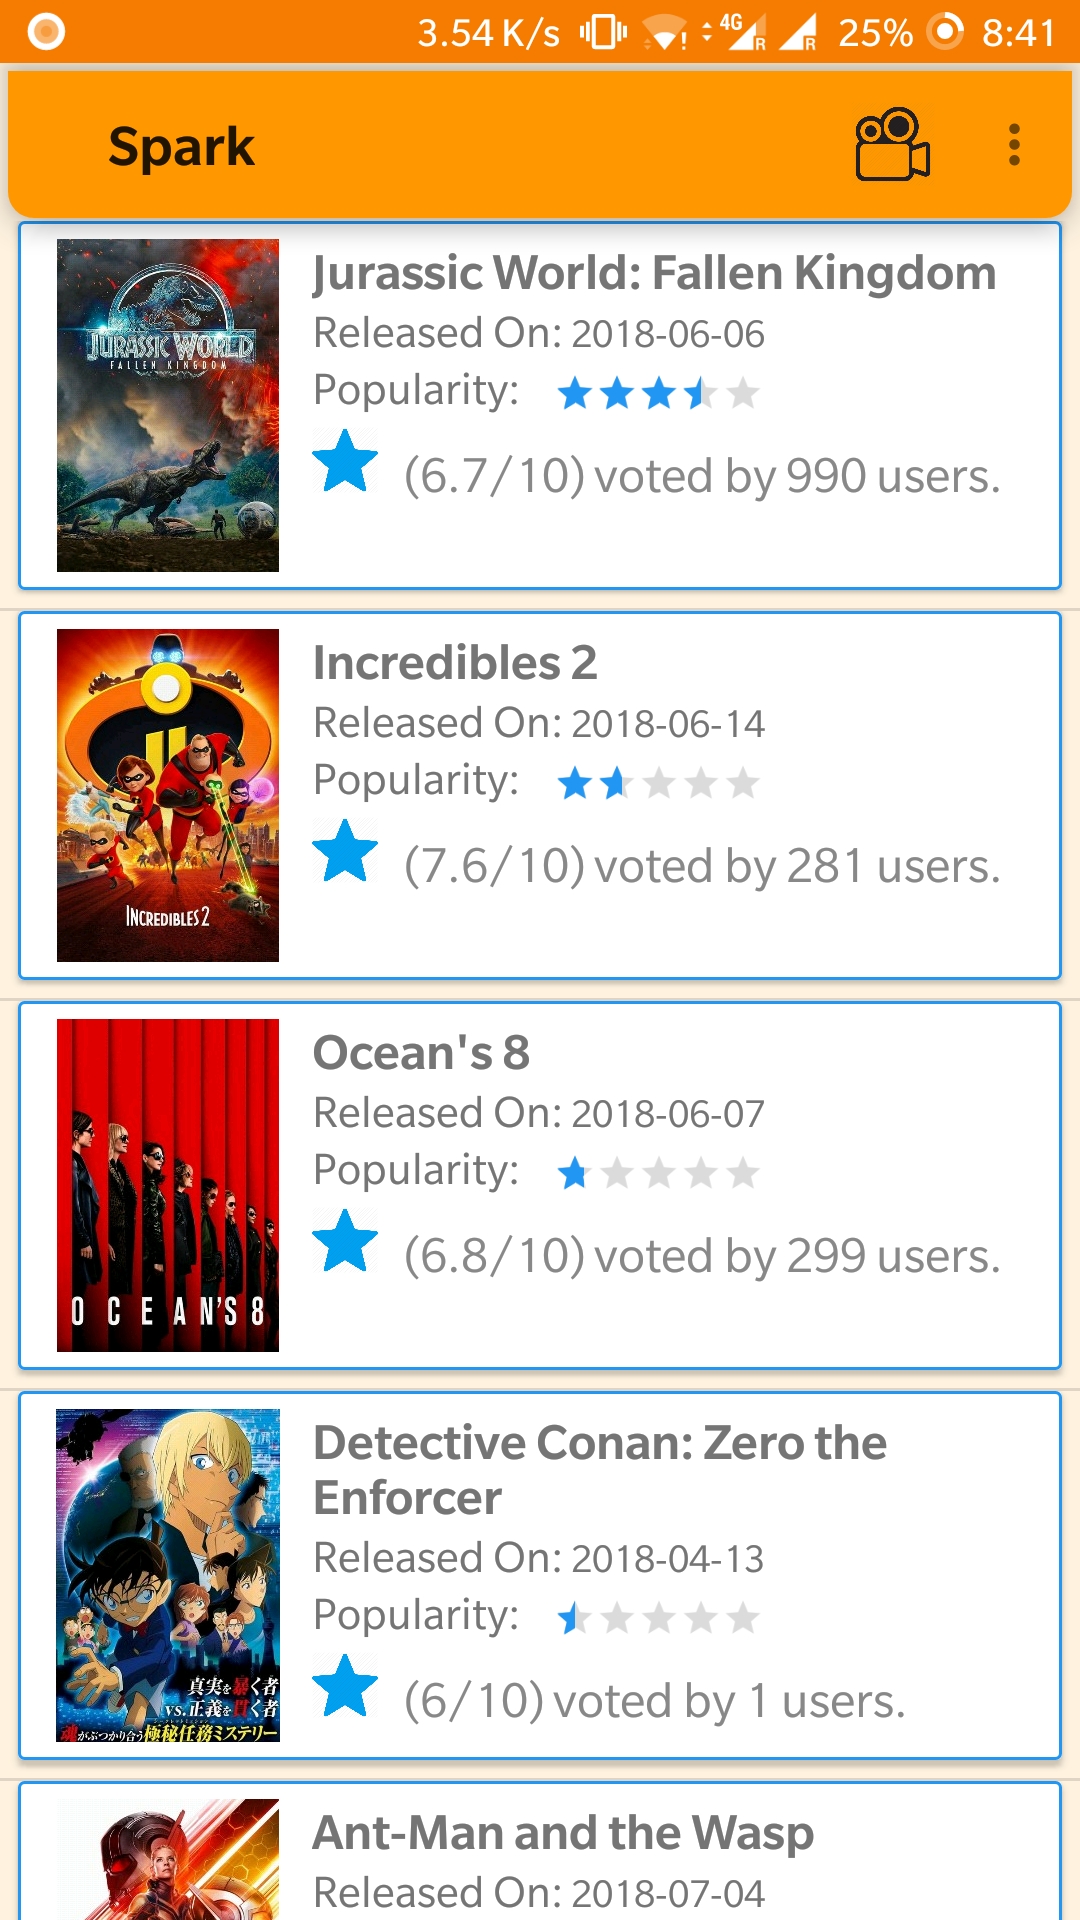 3.54 K/s 4G R R 25% 8:41
Spark
JURASSIC WORLD
FALLEN KINGDOM
Jurassic World: Fallen Kingdom
Released On: 2018-06-06
Popularity:
(6.7/10) voted by 990 users.
INCREDIBLES 2
Incredibles 2
Released On: 2018-06-14
Popularity:
(7.6/10) voted by 281 users.
OCEAN'S 8
Ocean's 8
Released On: 2018-06-07
Popularity:
(6.8/10) voted by 299 users.
真実を暴く者
vs.正義を貫く者
魂がぶつかり合う極秘任務ミステリー
Detective Conan: Zero the
Enforcer
Released On: 2018-04-13
Popularity:
(6/10) voted by 1 users.
Ant-Man and the Wasp
Released On: 2018-07-04